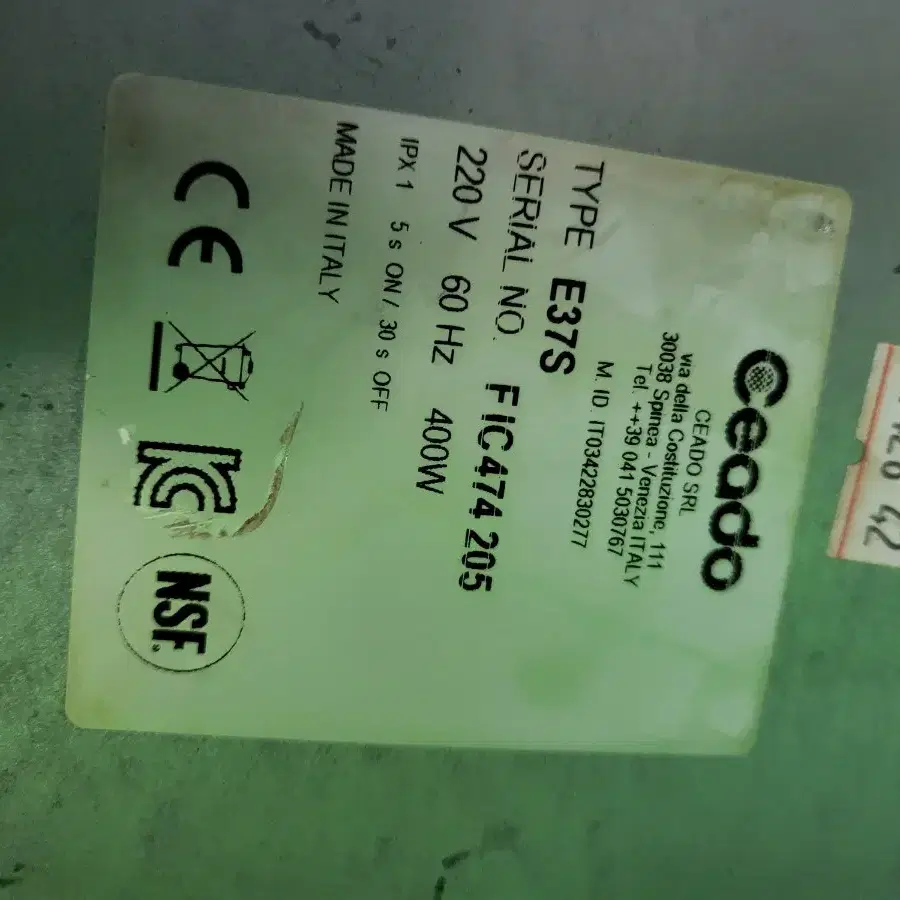 Ceado
CEADO SRL
via della Costituzione, 111
30038 Spinea - Venezia ITALY
Tel. ++39 041 5030767
M. ID. IT03422830277
TYPE E37S
SERIAL NO. FIC474 205
220 V 60 Hz 400W
IPX 1 5 s ON / 30 s OFF
MADE IN ITALY
CE
KC
NSF.